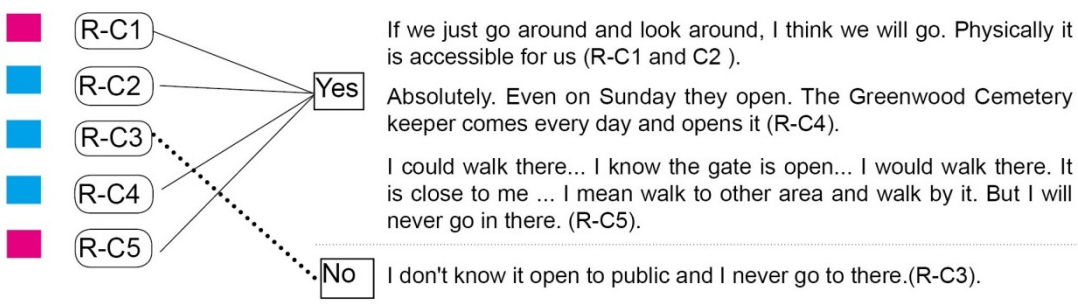 R-C1
R-C2
R-C3
R-C4
R-C5
Yes
If we just go around and look around, I think we will go. Physically it
is accessible for us (R-C1 and C2 ).
Absolutely. Even on Sunday they open. The Greenwood Cemetery
keeper comes every day and opens it (R-C4).
I could walk there... I know the gate is open... I would walk there. It
is close to me ... I mean walk to other area and walk by it. But I will
never go in there. (R-C5).
No
I don't know it open to public and I never go to there.(R-C3).